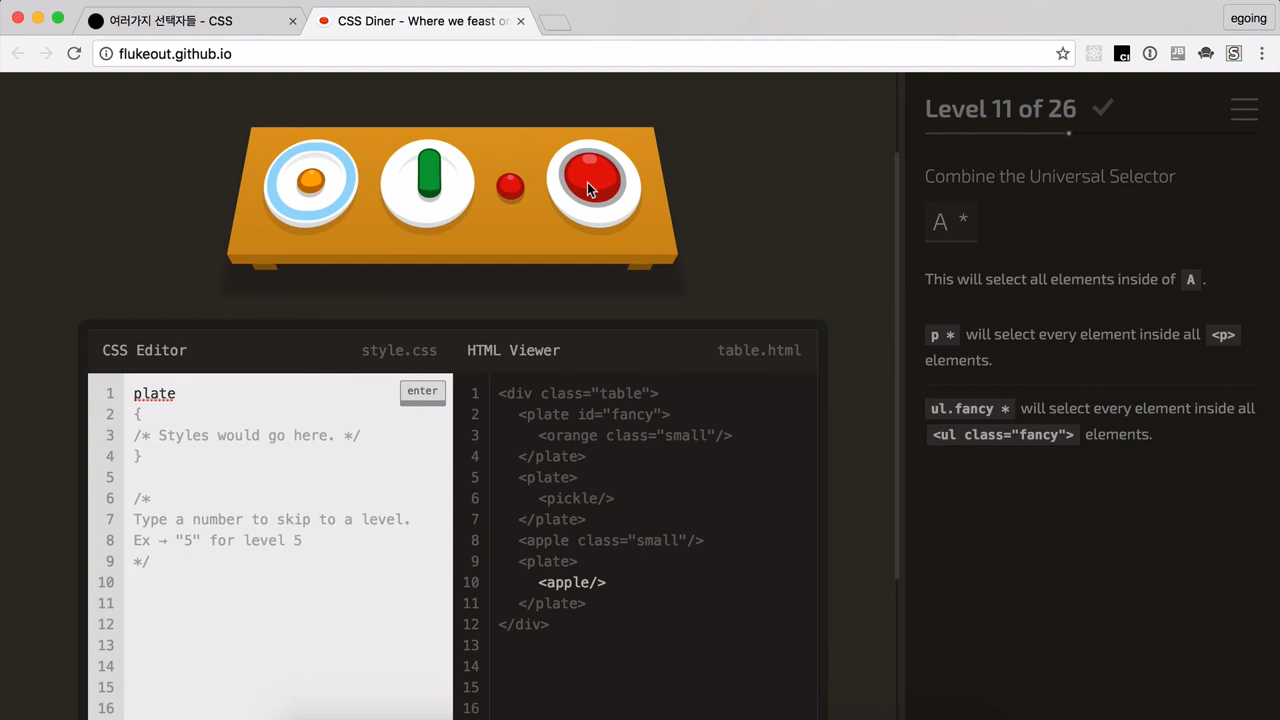 여러가지 선택자들 - CSS
CSS Diner - Where we feast on
egoing
flukeout.github.io
Level 11 of 26
Combine the Universal Selector
A *
This will select all elements inside of A .
p * will select every element inside all <p>
elements.
ul.fancy * will select every element inside all
<ul class="fancy"> elements.
CSS Editor
style.css
1 plate
enter
2 {
3 /* Styles would go here. */
4 }
5
6 /*
7 Type a number to skip to a level.
8 Ex → "5" for level 5
9 */
10
11
12
13
14
15
16
HTML Viewer
table.html
1 <div class="table">
2 <plate id="fancy">
3 <orange class="small"/>
4 </plate>
5 <plate>
6 <pickle/>
7 </plate>
8 <apple class="small"/>
9 <plate>
10 <apple/>
11 </plate>
12 </div>
13
14
15
16